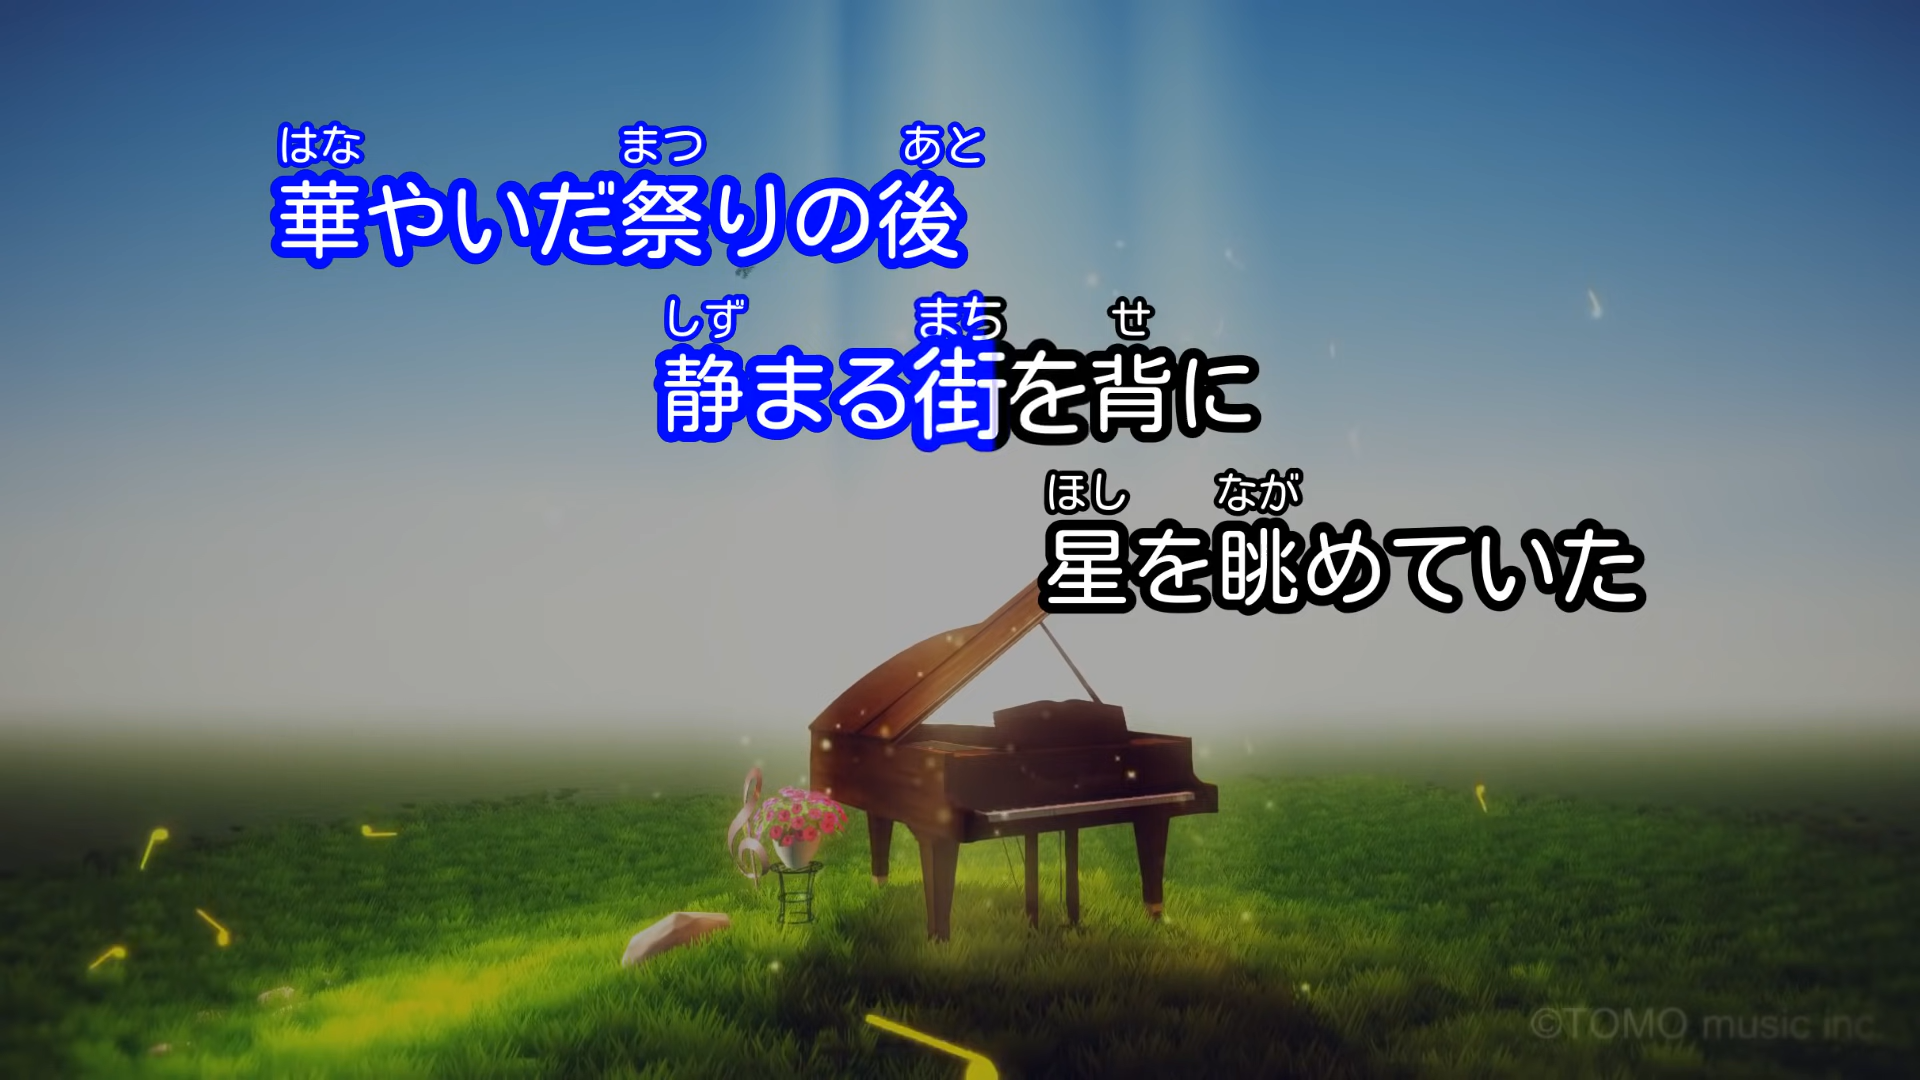 はな まつ あと
華やいだ祭りの後
しず まち せ
静まる街を背に
ほし なが
星を眺めていた
©TOMO music inc